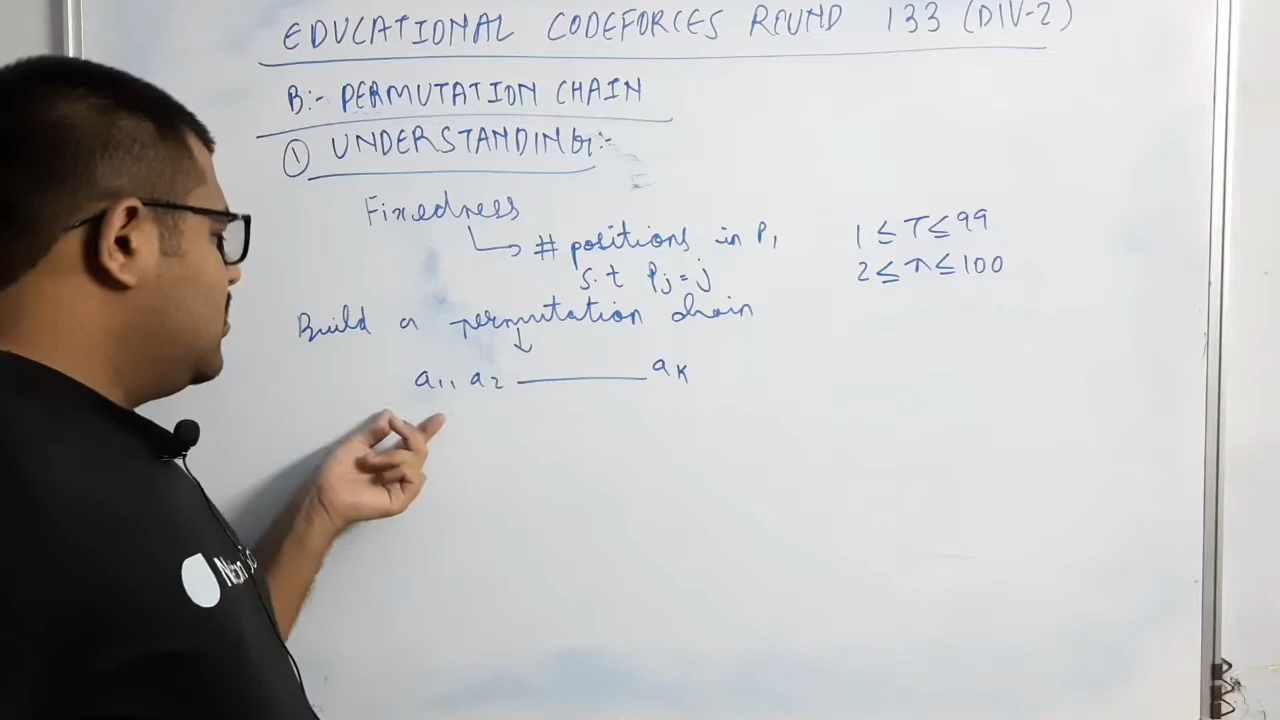 EDUCATIONAL CODEFORCES ROUND 133 (DIV-2)
B:- PERMUTATION CHAIN
① UNDERSTANDING:-
Fixedness
# positions in P,
s.t Pj = j
1 ≤ T ≤ 99
2 ≤ n ≤ 100
Build a permutation chain
a1, a2 ——— aK